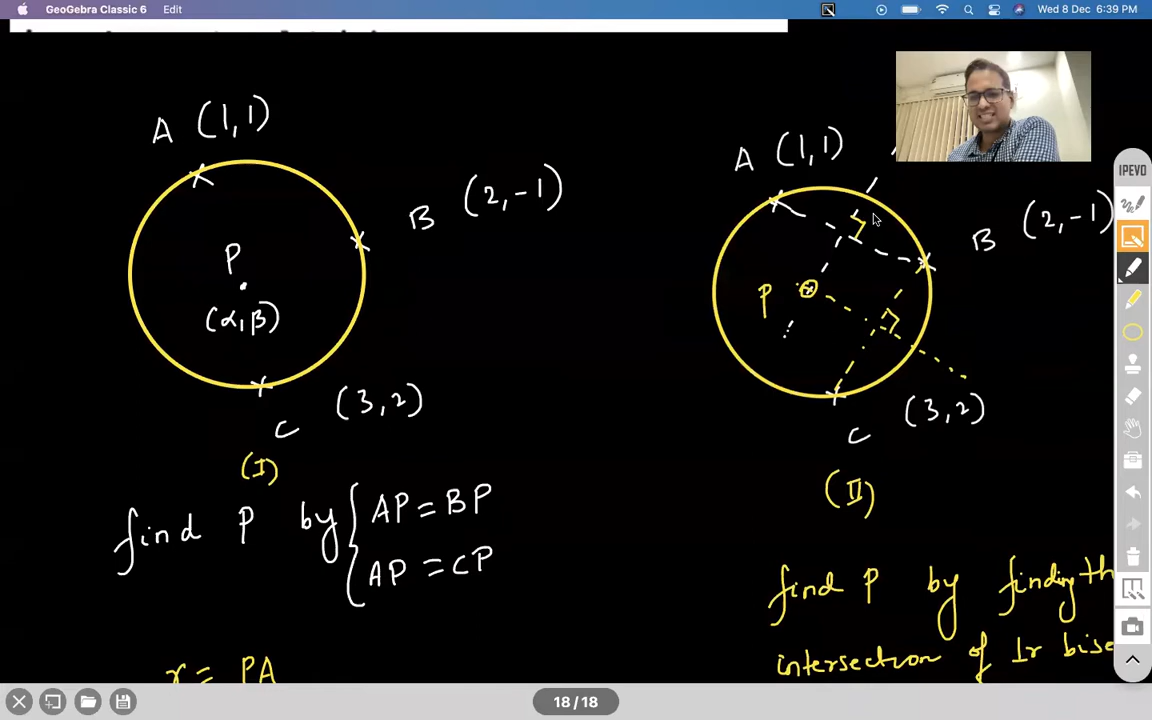 GeoGebra Classic 6 Edit
Wed 8 Dec 6:39 PM
A (1,1)
B (2,-1)
P
(α,β)
C (3,2)
(I)
find P by { AP = BP
AP = CP
r = PA
A (1,1)
B (2,-1)
P
C (3,2)
(II)
find P by finding th
intersection of ⊥r bise
IPEVO
18 / 18